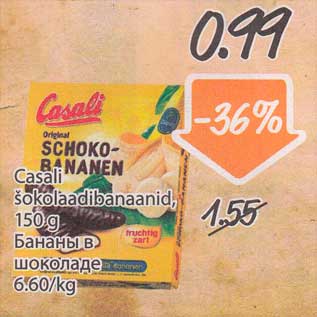 0.99
-36%
1.55
Casali
Original
SCHOKO-
BANANEN
fruchtig
zart
Casali
šokolaadibanaanid,
150 g
Бананы в
шоколаде
6.60/kg